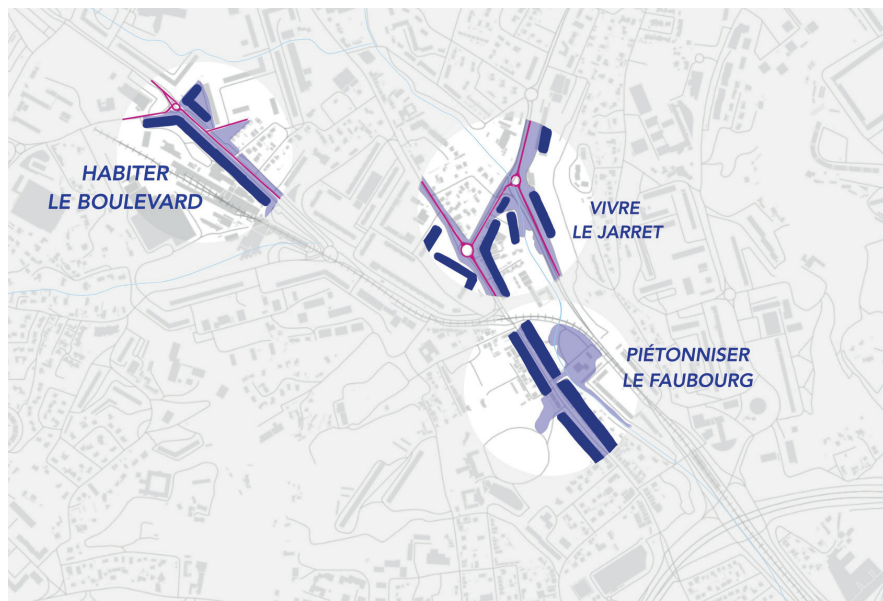 HABITER
LE BOULEVARD
VIVRE
LE JARRET
PIÉTONNISER
LE FAUBOURG